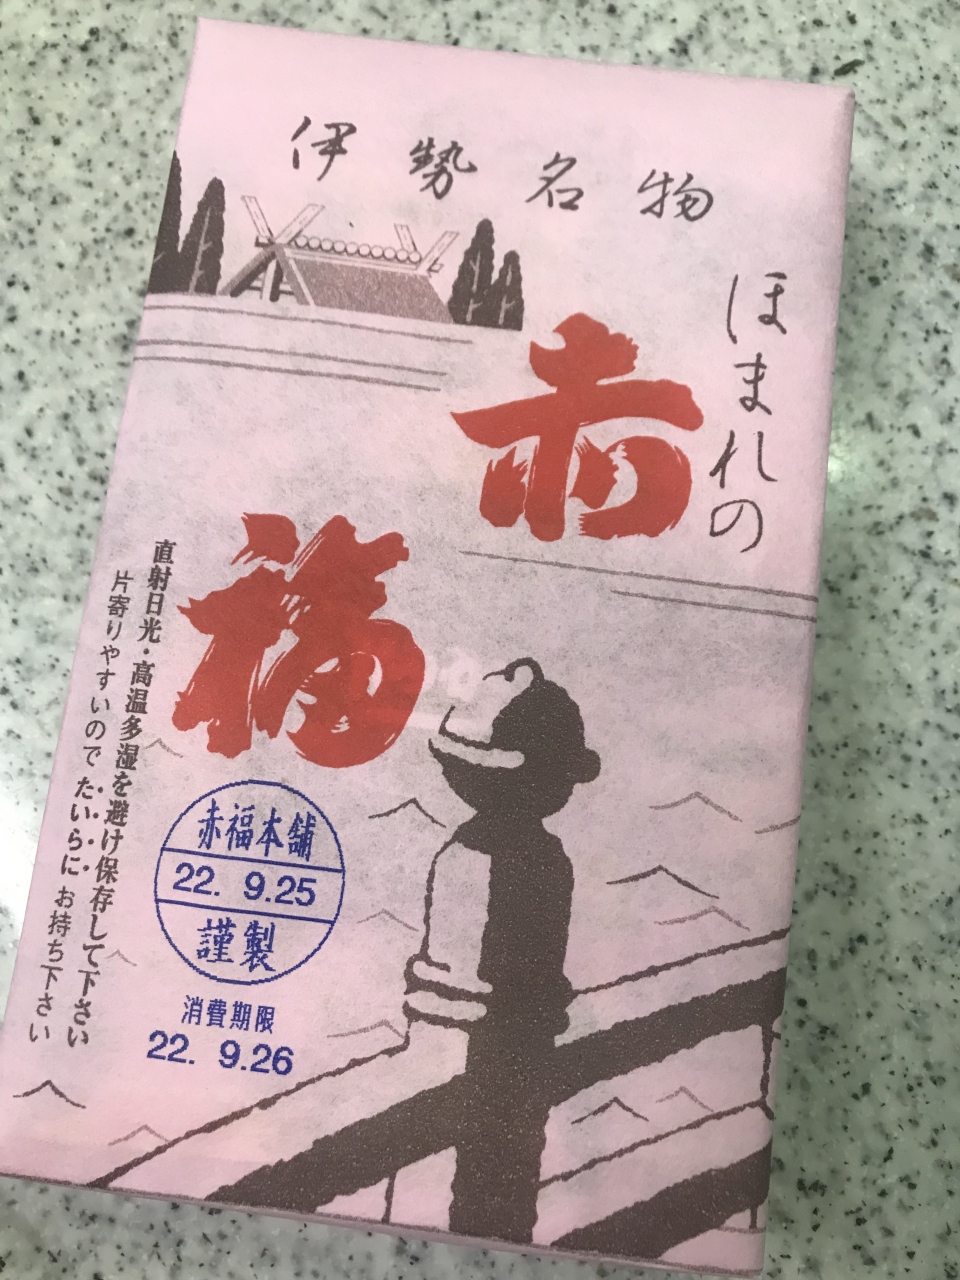 伊勢名物
ほまれの
赤福
直射日光・高温多湿を避け保存して下さい
片寄りやすいのでたいらにお持ち下さい
赤福本舗
22. 9.25
謹製
消費期限
22. 9.26